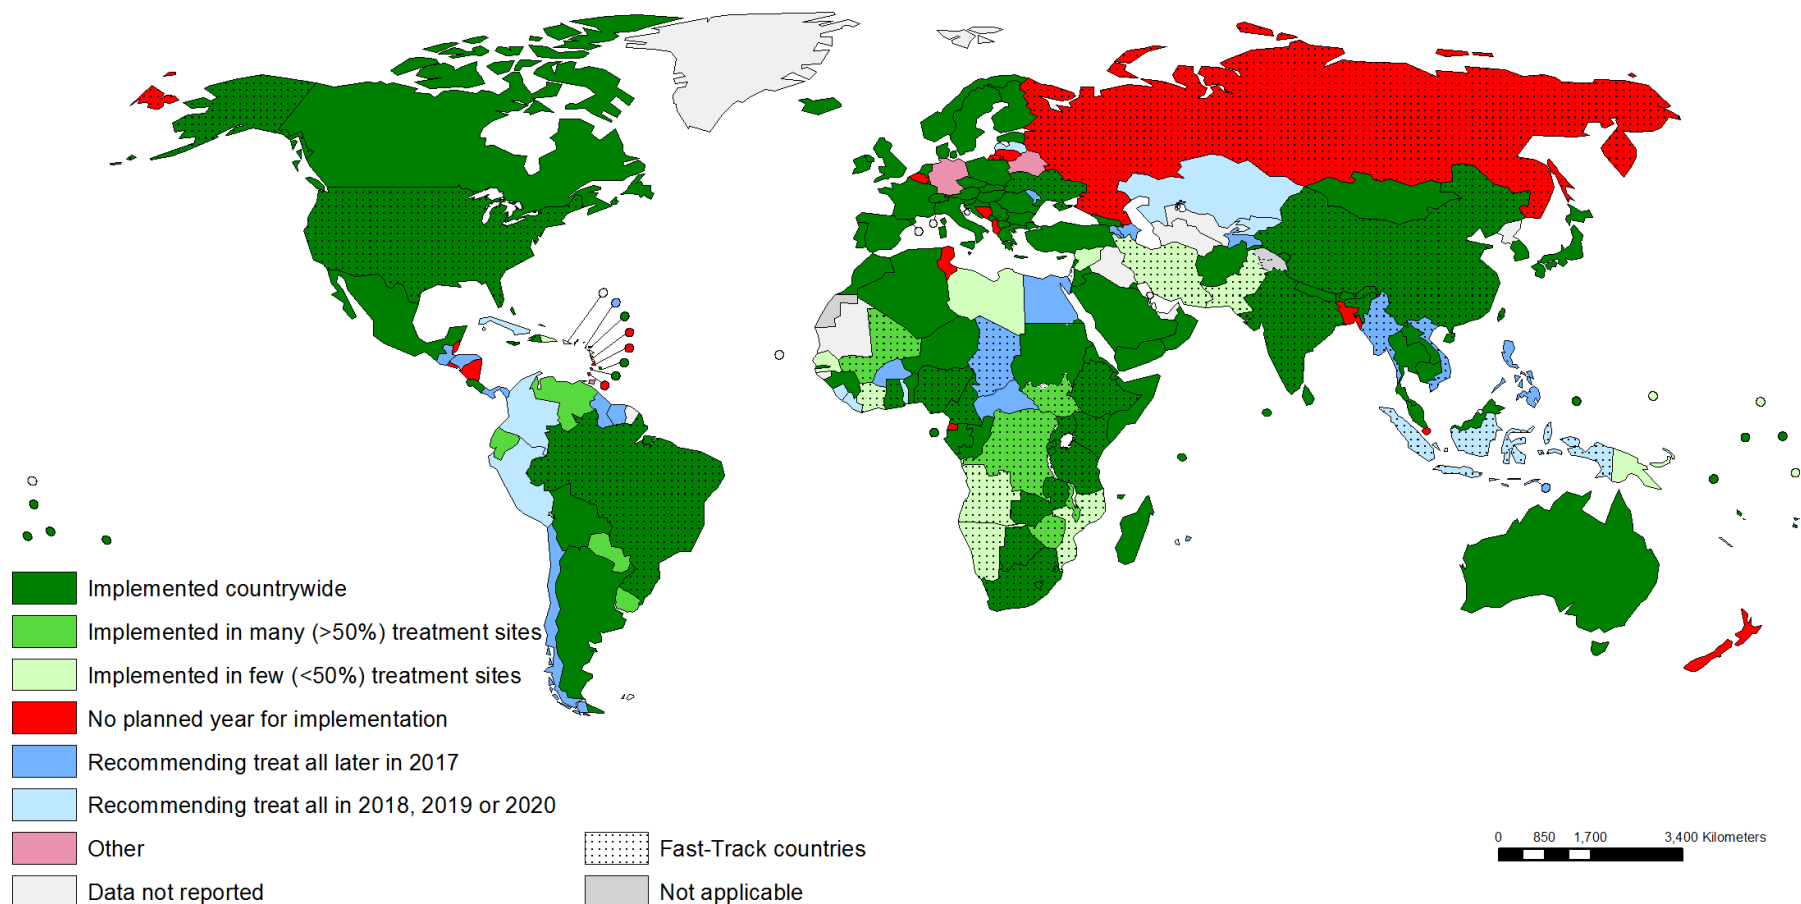 Implemented countrywide
Implemented in many (>50%) treatment sites
Implemented in few (<50%) treatment sites
No planned year for implementation
Recommending treat all later in 2017
Recommending treat all in 2018, 2019 or 2020
Other
Data not reported
Fast-Track countries
Not applicable
0 850 1,700 3,400 Kilometers